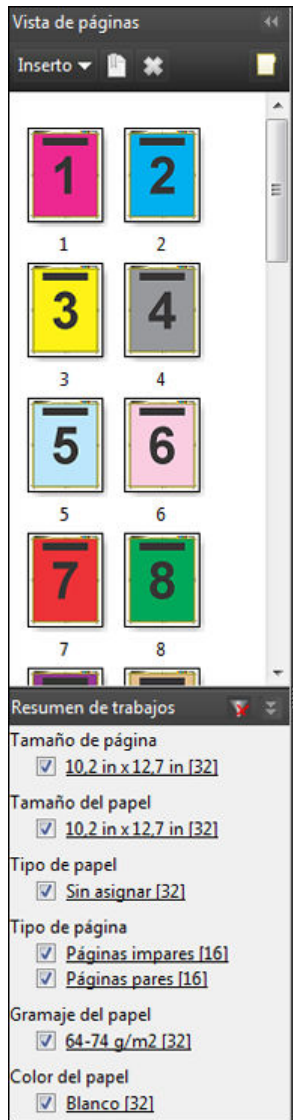 Vista de páginas
Inserto
1 2
1 2
3 4
3 4
5 6
5 6
7 8
7 8
Resumen de trabajos
Tamaño de página
10,2 in x 12,7 in [32]
Tamaño del papel
10,2 in x 12,7 in [32]
Tipo de papel
Sin asignar [32]
Tipo de página
Páginas impares [16]
Páginas pares [16]
Gramaje del papel
64-74 g/m2 [32]
Color del papel
Blanco [32]